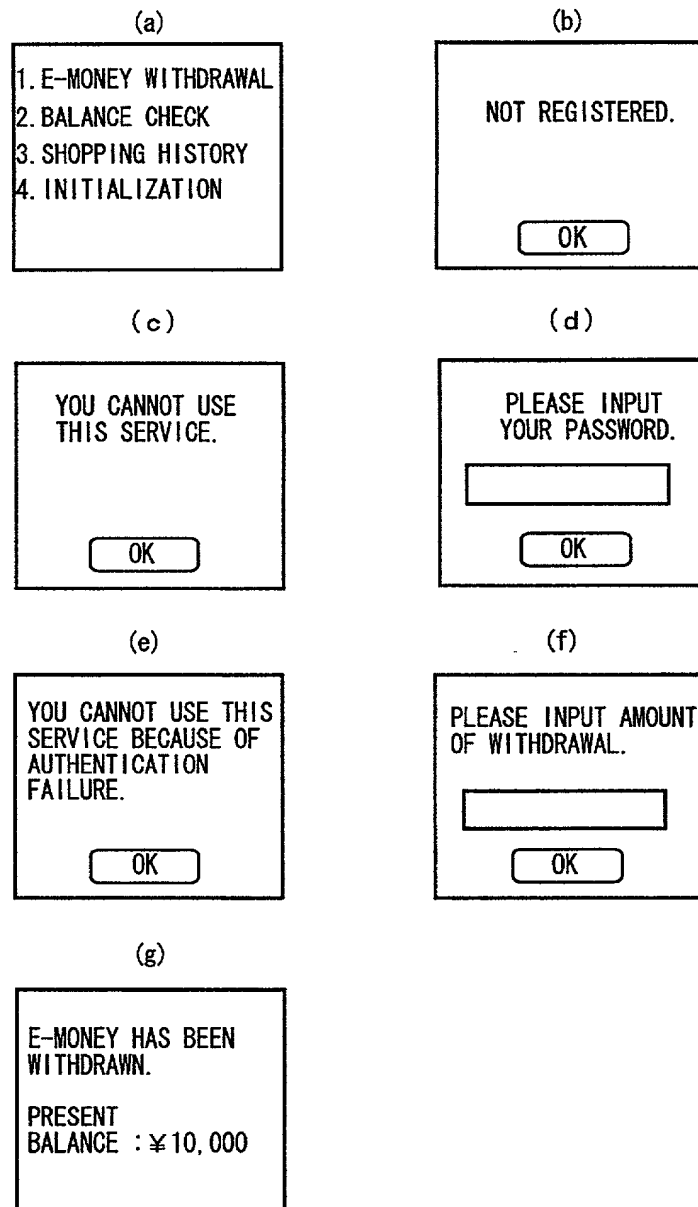 (a)
1. E-MONEY WITHDRAWAL
2. BALANCE CHECK
3. SHOPPING HISTORY
4. INITIALIZATION
(b)
NOT REGISTERED.
OK
(c)
YOU CANNOT USE
THIS SERVICE.
OK
(d)
PLEASE INPUT
YOUR PASSWORD.
OK
(e)
YOU CANNOT USE THIS
SERVICE BECAUSE OF
AUTHENTICATION
FAILURE.
OK
(f)
PLEASE INPUT AMOUNT
OF WITHDRAWAL.
OK
(g)
E-MONEY HAS BEEN
WITHDRAWN.
PRESENT
BALANCE :¥10,000